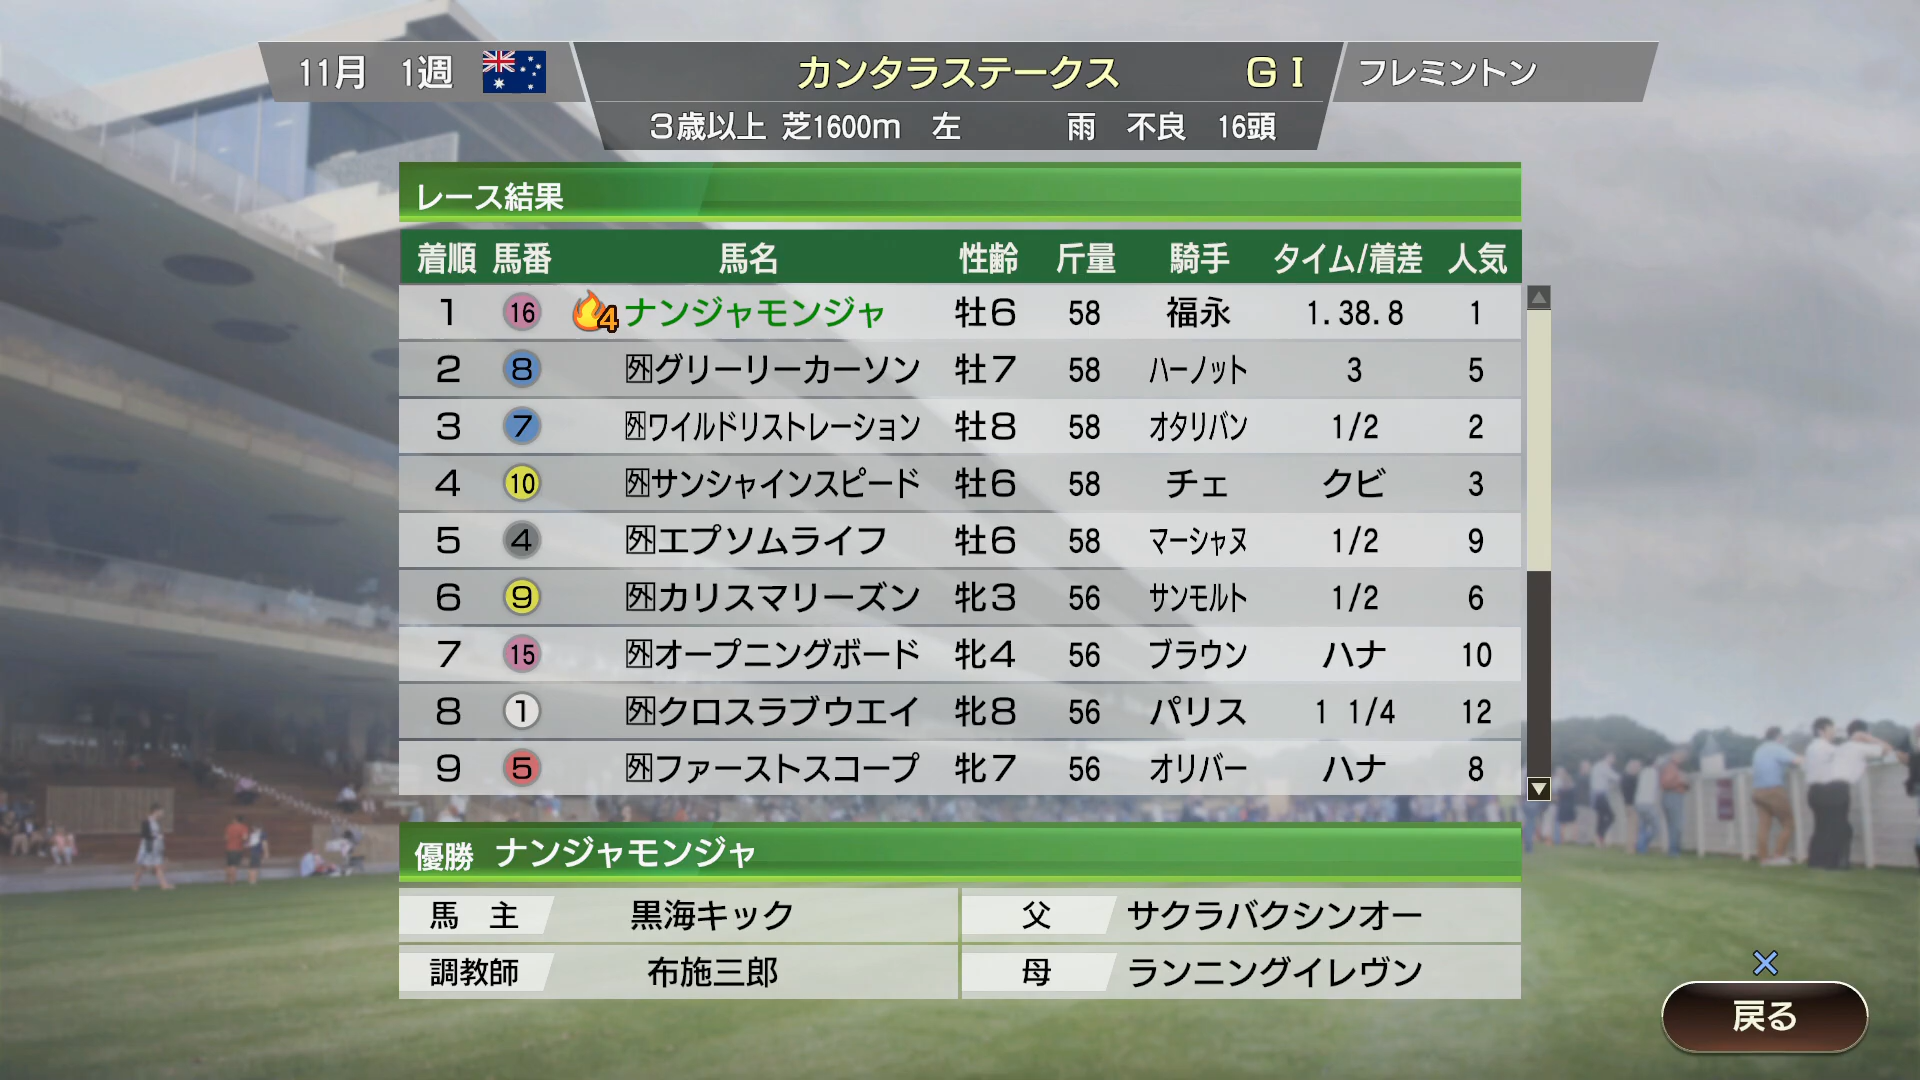 11月 1週 カンタラステークス GⅠ フレミントン
3歳以上 芝1600m 左 雨 不良 16頭
レース結果
着順 馬番 馬名 性齢 斤量 騎手 タイム/着差 人気
1 16 4 ナンジャモンジャ 牡6 58 福永 1.38.8 1
2 8 外グリーリーカーソン 牡7 58 ハーノット 3 5
3 7 外ワイルドリストレーション 牡8 58 オタリバン 1/2 2
4 10 外サンシャインスピード 牡6 58 チェ クビ 3
5 4 外エプソムライフ 牡6 58 マーシャヌ 1/2 9
6 9 外カリスマリーズン 牝3 56 サンモルト 1/2 6
7 15 外オープニングボード 牝4 56 ブラウン ハナ 10
8 1 外クロスラブウエイ 牝8 56 パリス 1 1/4 12
9 5 外ファーストスコープ 牝7 56 オリバー ハナ 8
優勝 ナンジャモンジャ
馬主 黒海キック 父 サクラバクシンオー
調教師 布施三郎 母 ランニングイレヴン
戻る